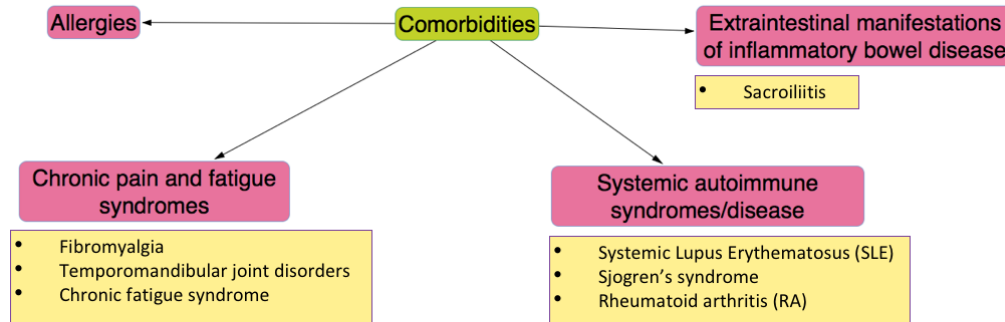 Allergies
Comorbidities
Extraintestinal manifestations
of inflammatory bowel disease
• Sacroiliitis
Chronic pain and fatigue
syndromes
• Fibromyalgia
• Temporomandibular joint disorders
• Chronic fatigue syndrome
Systemic autoimmune
syndromes/disease
• Systemic Lupus Erythematosus (SLE)
• Sjogren's syndrome
• Rheumatoid arthritis (RA)